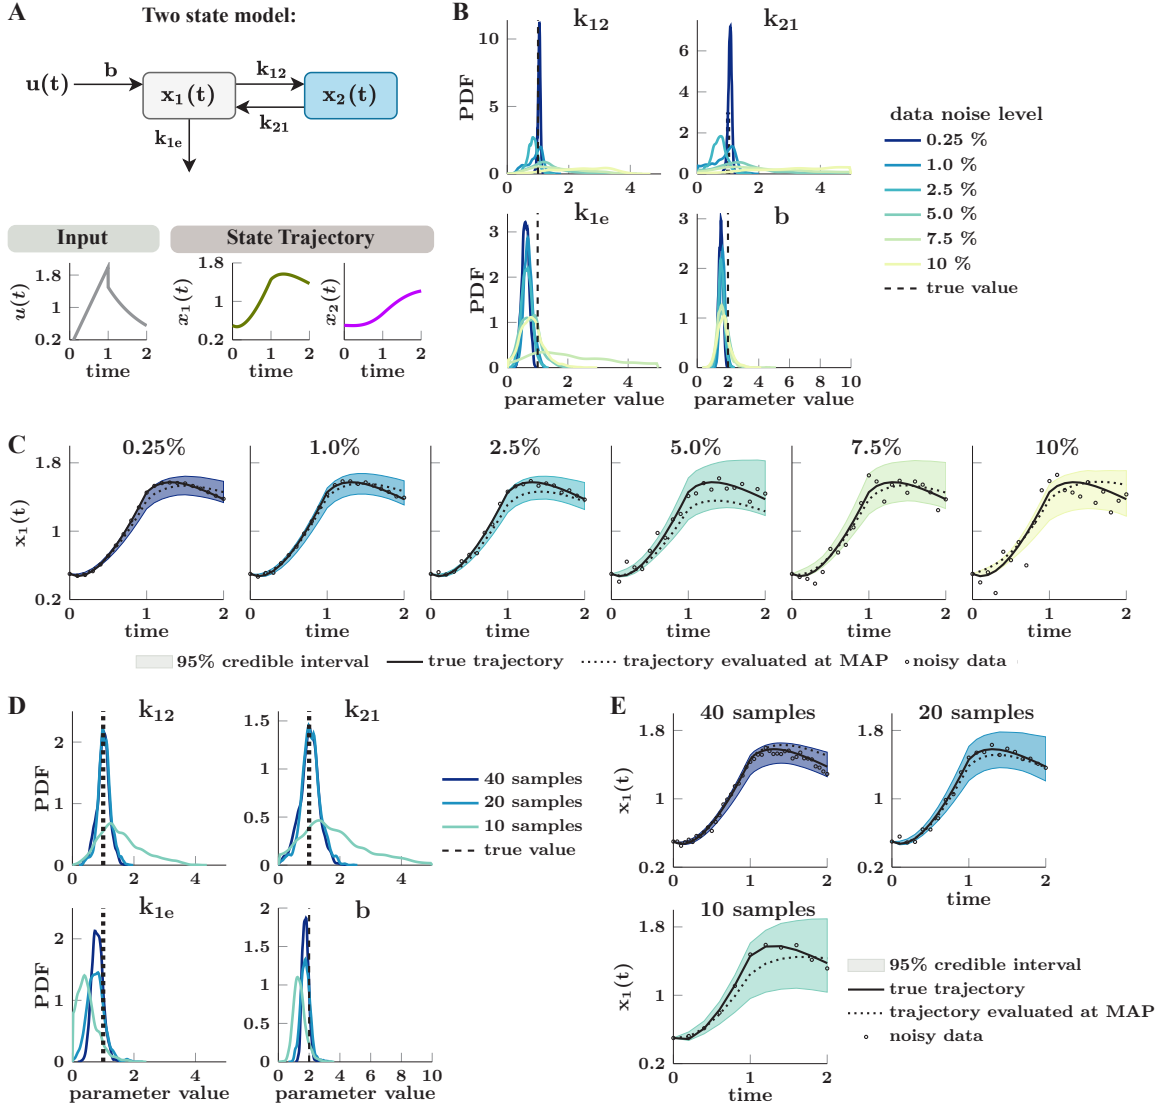 A
Two state model:
u(t)
b
x₁(t)
k₁₂
k₂₁
x₂(t)
k₁ₑ
Input
State Trajectory
u(t)
1.8
1
0.2
0 1 2
time
x₁(t)
1.8
1
0.2
0 1 2
time
x₂(t)
0 1 2
time
B
k₁₂
PDF
10
5
0
0 2 4
k₂₁
6
4
2
0
0 2 4
k₁ₑ
PDF
3
2
1
0
0 2 4
parameter value
b
3
2
1
0
0 2 4 6 8 10
parameter value
data noise level
0.25 %
1.0 %
2.5 %
5.0 %
7.5 %
10 %
true value
C
0.25%
1.0%
2.5%
5.0%
7.5%
10%
x₁(t)
1.8
1
0.2
0 1 2
time
0 1 2
time
0 1 2
time
0 1 2
time
0 1 2
time
0 1 2
time
95% credible interval
true trajectory
trajectory evaluated at MAP
noisy data
D
k₁₂
PDF
2
1
0
0 2 4
k₂₁
1.5
1
0.5
0
0 2 4
40 samples
20 samples
10 samples
true value
k₁ₑ
PDF
2
1
0
0 2 4
parameter value
b
2
1.5
1
0.5
0
0 2 4 6 8 10
parameter value
E
40 samples
x₁(t)
1.8
1
0.2
0 1 2
20 samples
1.8
1
0.2
0 1 2
time
10 samples
x₁(t)
1.8
1
0.2
0 1 2
time
95% credible interval
true trajectory
trajectory evaluated at MAP
noisy data